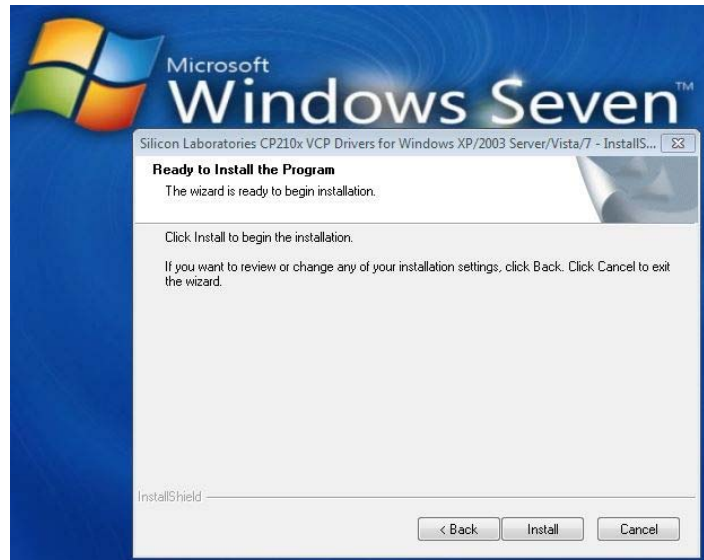 Microsoft
Windows Seven™
Silicon Laboratories CP210x VCP Drivers for Windows XP/2003 Server/Vista/7 - InstallS...
Ready to Install the Program
The wizard is ready to begin installation.
Click Install to begin the installation.
If you want to review or change any of your installation settings, click Back. Click Cancel to exit
the wizard.
InstallShield
< Back
Install
Cancel